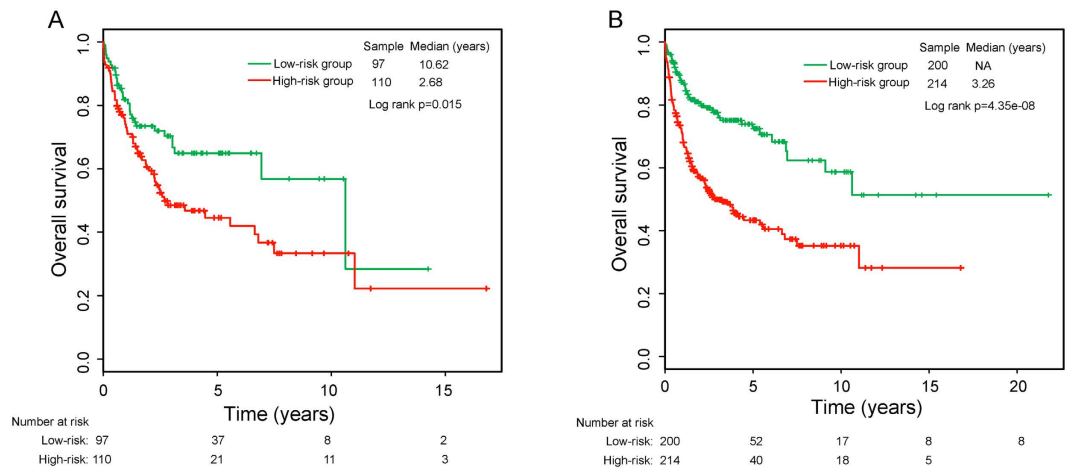 A
Sample Median (years)
Low-risk group 97 10.62
High-risk group 110 2.68
Log rank p=0.015
Overall survival
1.0
0.8
0.6
0.4
0.2
0.0
0 5 10 15
Time (years)
Number at risk
Low-risk: 97 37 8 2
High-risk: 110 21 11 3
B
Sample Median (years)
Low-risk group 200 NA
High-risk group 214 3.26
Log rank p=4.35e-08
Overall survival
1.0
0.8
0.6
0.4
0.2
0.0
0 5 10 15 20
Time (years)
Number at risk
Low-risk: 200 52 17 8 8
High-risk: 214 40 18 5